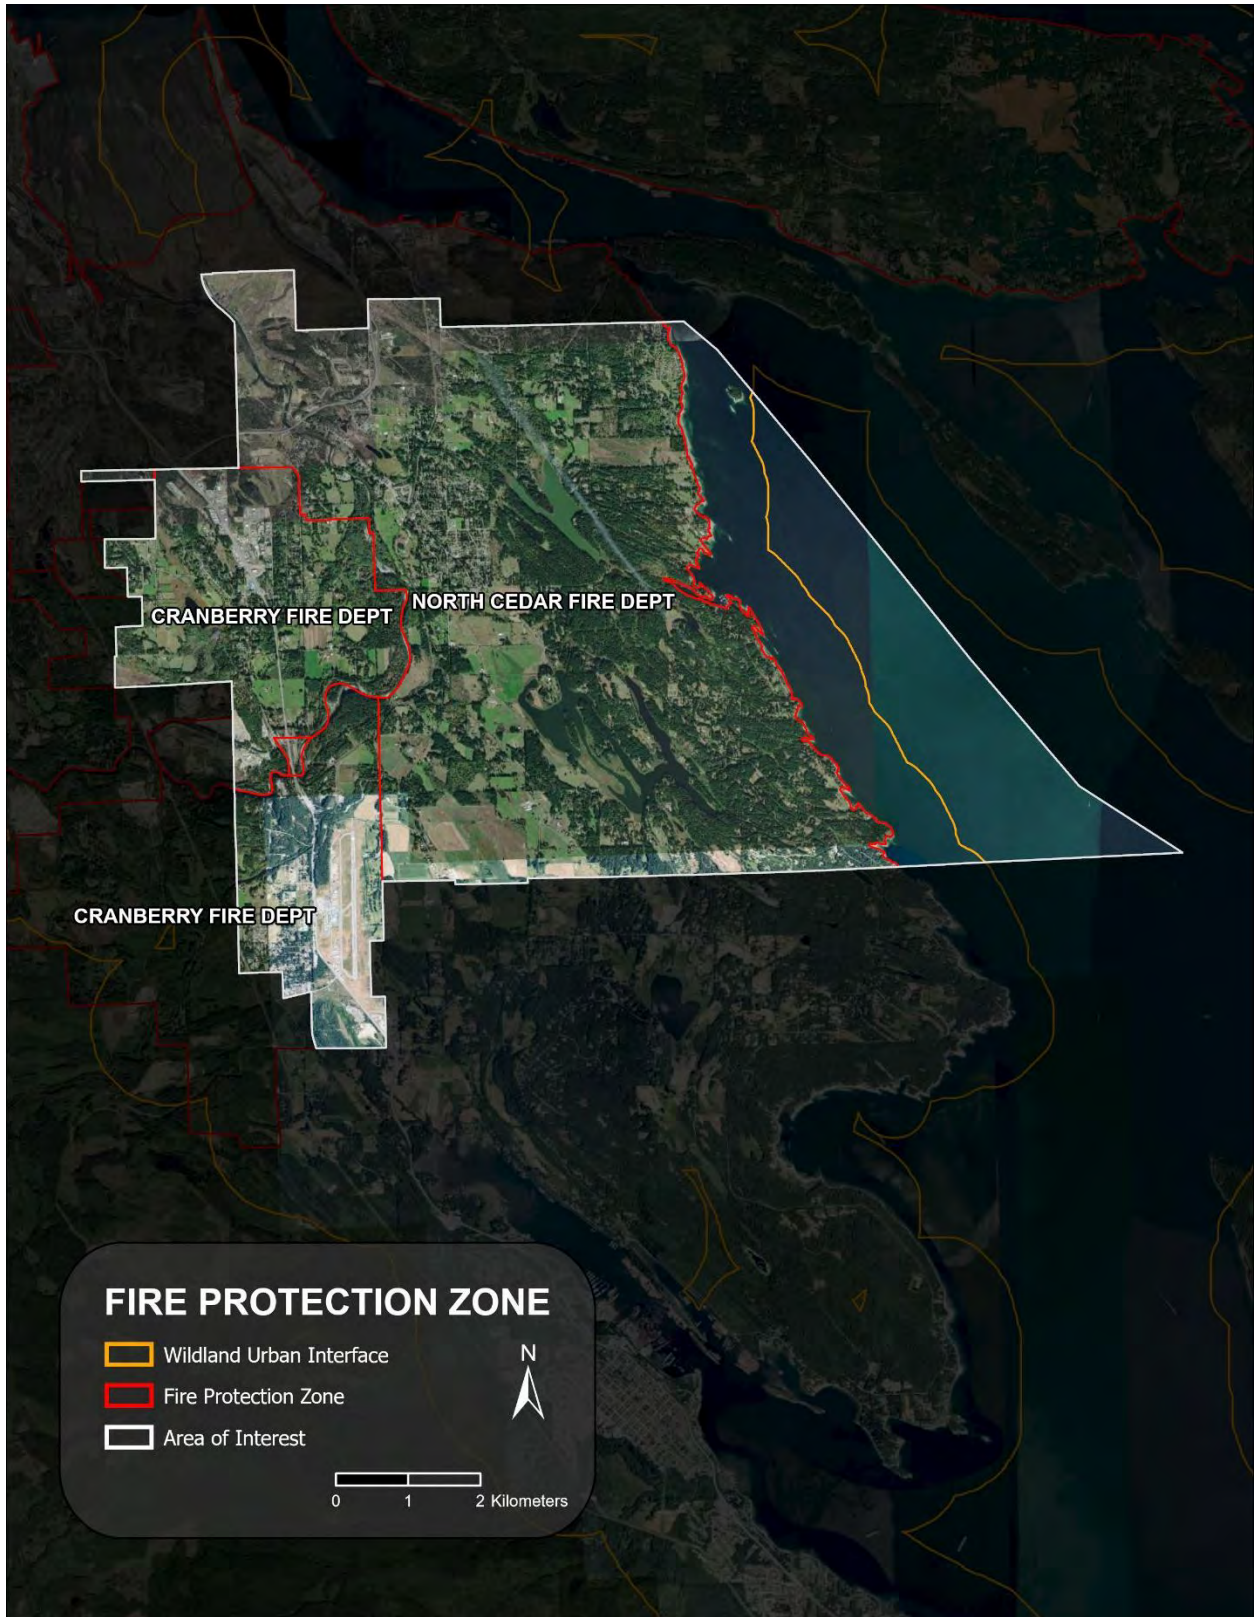 NORTH CEDAR FIRE DEPT
CRANBERRY FIRE DEPT
CRANBERRY FIRE DEPT
FIRE PROTECTION ZONE
Wildland Urban Interface
Fire Protection Zone
Area of Interest
N
0 1 2 Kilometers